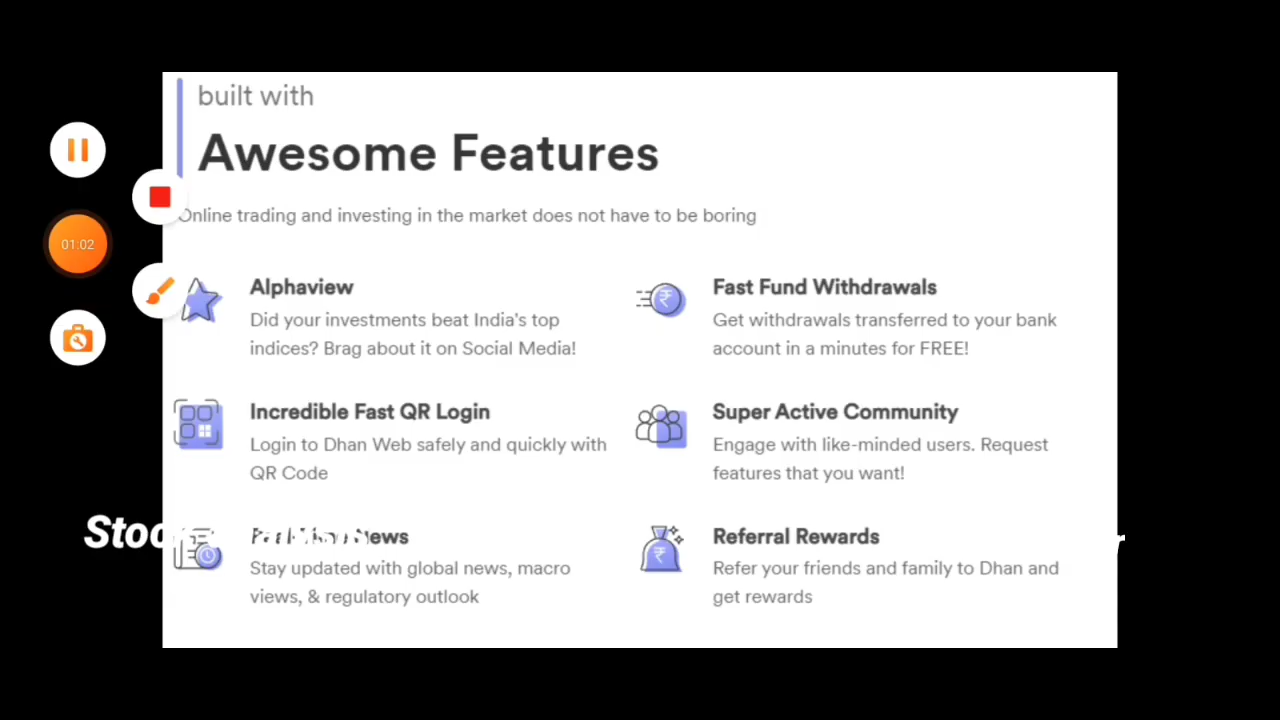 built with
Awesome Features
Online trading and investing in the market does not have to be boring
01:02
Alphaview
Did your investments beat India's top
indices? Brag about it on Social Media!
Fast Fund Withdrawals
Get withdrawals transferred to your bank
account in a minutes for FREE!
Incredible Fast QR Login
Login to Dhan Web safely and quickly with
QR Code
Super Active Community
Engage with like-minded users. Request
features that you want!
News
Stay updated with global news, macro
views, & regulatory outlook
Referral Rewards
Refer your friends and family to Dhan and
get rewards